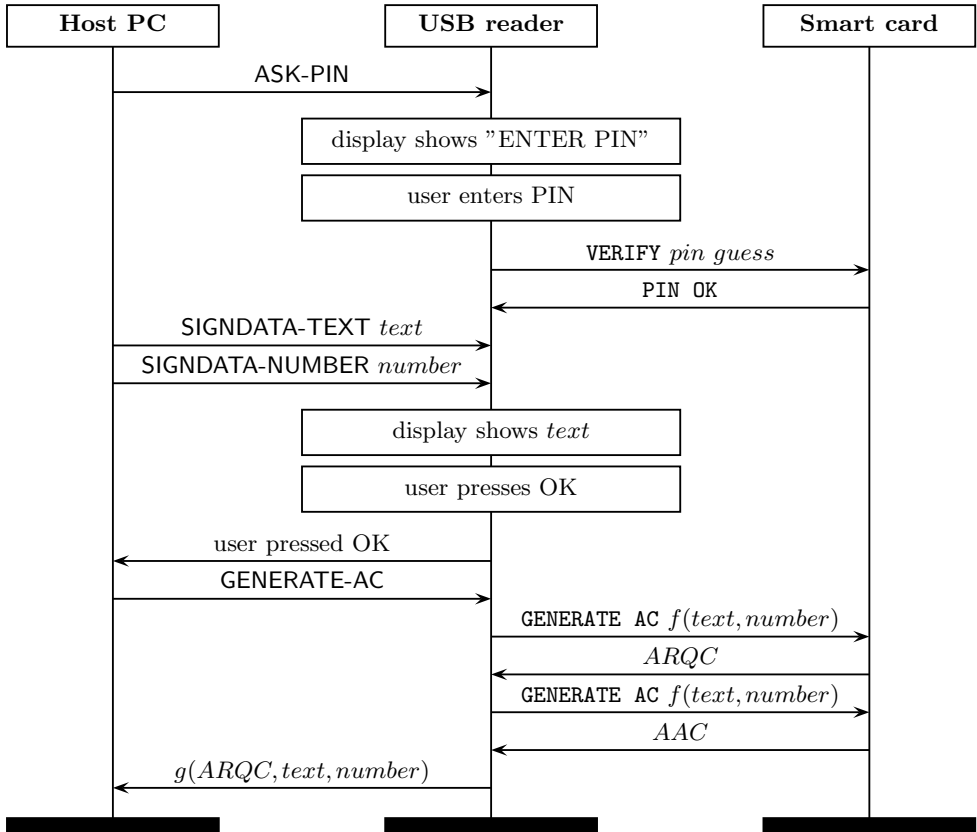 Host PC
USB reader
Smart card
ASK-PIN
display shows ”ENTER PIN”
user enters PIN
VERIFY pin guess
PIN OK
SIGNDATA-TEXT text
SIGNDATA-NUMBER number
display shows text
user presses OK
user pressed OK
GENERATE-AC
GENERATE AC f(text, number)
ARQC
GENERATE AC f(text, number)
AAC
g(ARQC, text, number)